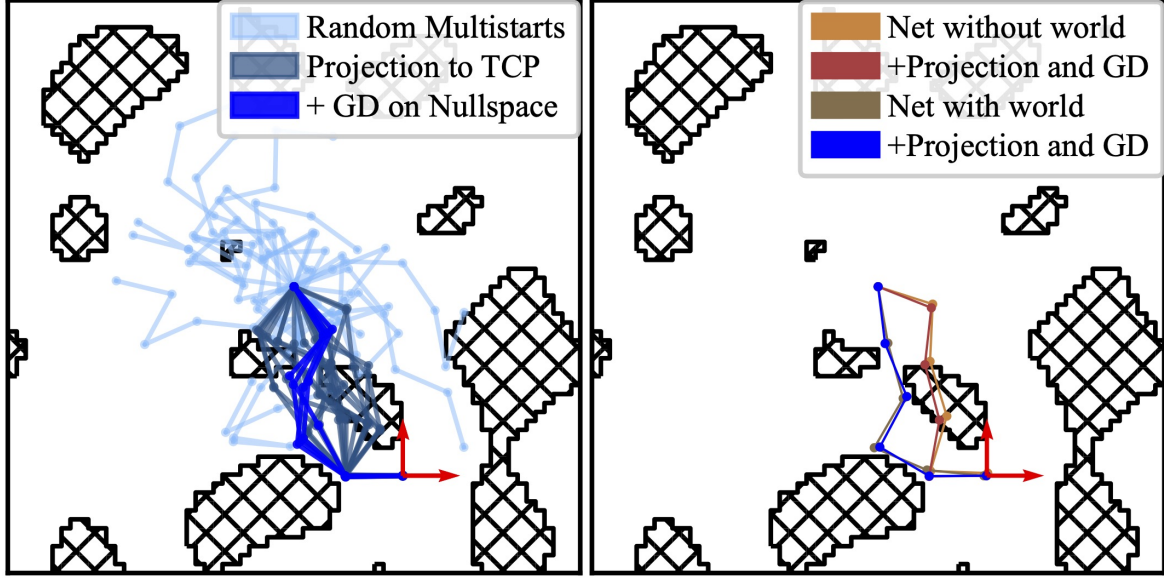 Random Multistarts
Projection to TCP
+ GD on Nullspace
Net without world
+Projection and GD
Net with world
+Projection and GD